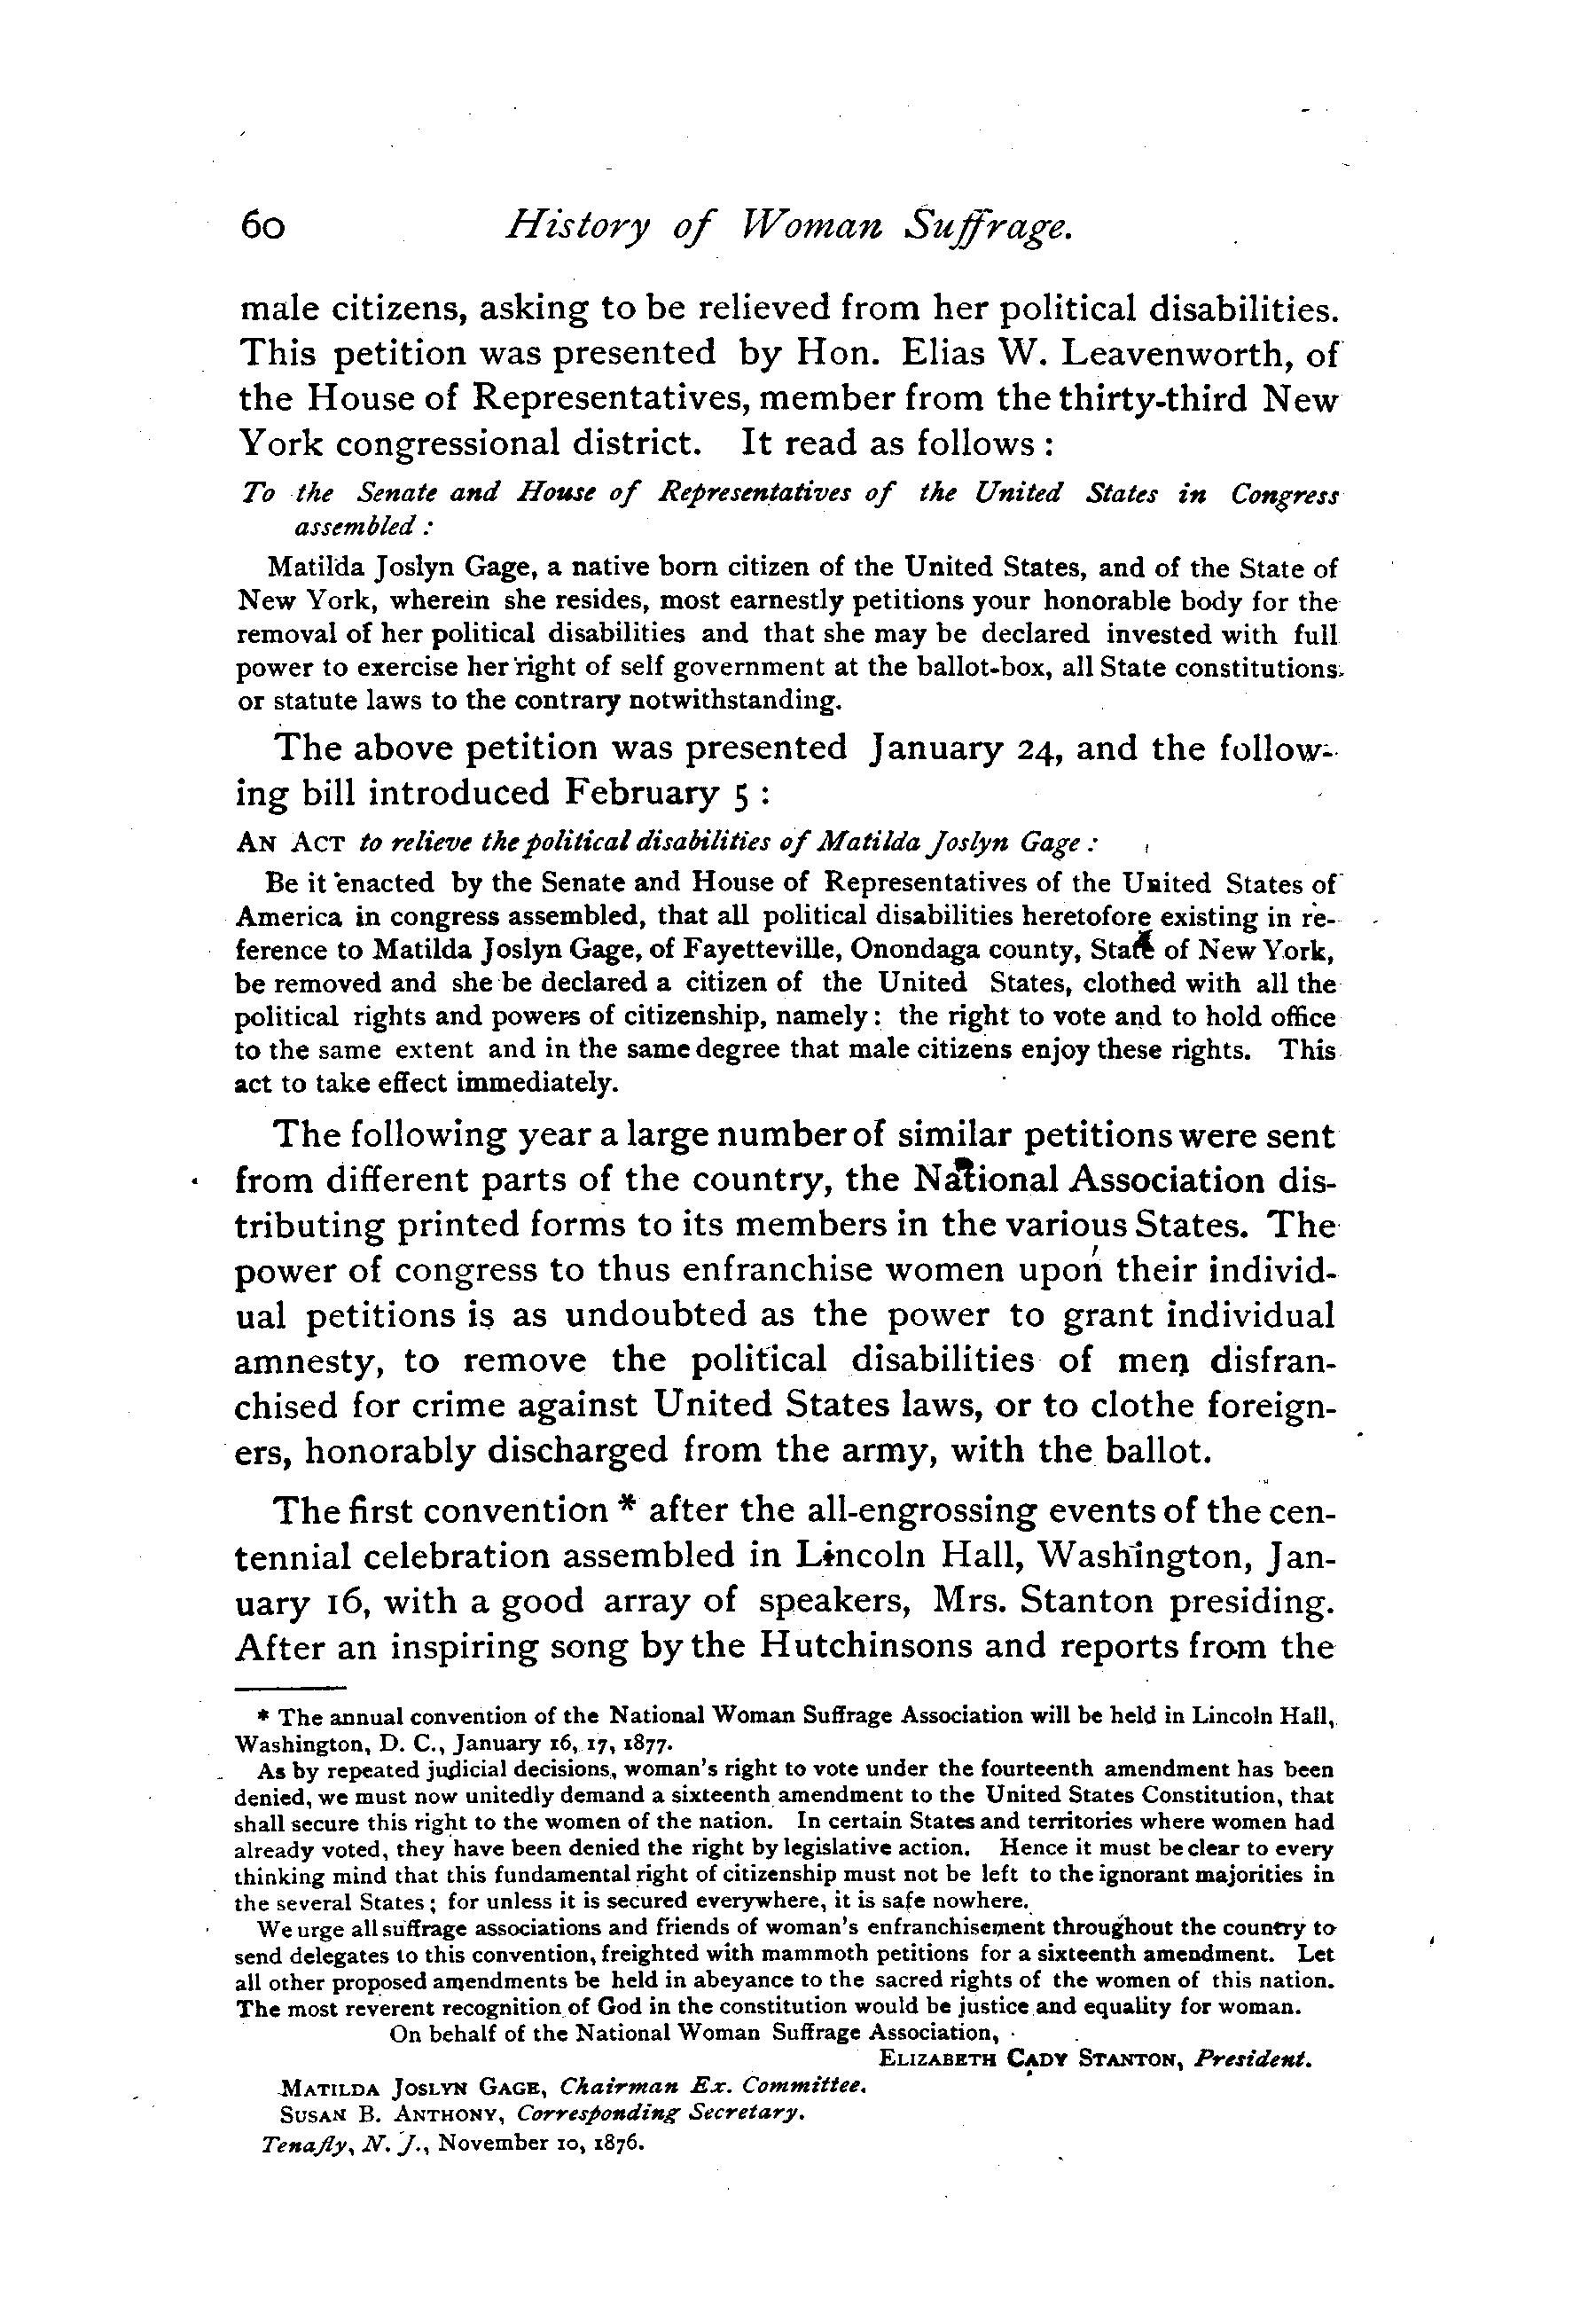 60 History of Woman Suffrage.
male citizens, asking to be relieved from her political disabilities.
This petition was presented by Hon. Elias W. Leavenworth, of
the House of Representatives, member from the thirty-third New
York congressional district. It read as follows :
To the Senate and House of Representatives of the United States in Congress
assembled :
Matilda Joslyn Gage, a native born citizen of the United States, and of the State of
New York, wherein she resides, most earnestly petitions your honorable body for the
removal of her political disabilities and that she may be declared invested with full
power to exercise her right of self government at the ballot-box, all State constitutions
or statute laws to the contrary notwithstanding.
The above petition was presented January 24, and the follow-
ing bill introduced February 5 :
AN ACT to relieve the political disabilities of Matilda Joslyn Gage :
Be it enacted by the Senate and House of Representatives of the United States of
America in congress assembled, that all political disabilities heretofore existing in re-
ference to Matilda Joslyn Gage, of Fayetteville, Onondaga county, State of New York,
be removed and she be declared a citizen of the United States, clothed with all the
political rights and powers of citizenship, namely: the right to vote and to hold office
to the same extent and in the same degree that male citizens enjoy these rights. This
act to take effect immediately.
The following year a large number of similar petitions were sent
from different parts of the country, the National Association dis-
tributing printed forms to its members in the various States. The
power of congress to thus enfranchise women upon their individ-
ual petitions is as undoubted as the power to grant individual
amnesty, to remove the political disabilities of men disfran-
chised for crime against United States laws, or to clothe foreign-
ers, honorably discharged from the army, with the ballot.
The first convention * after the all-engrossing events of the cen-
tennial celebration assembled in Lincoln Hall, Washington, Jan-
uary 16, with a good array of speakers, Mrs. Stanton presiding.
After an inspiring song by the Hutchinsons and reports from the
* The annual convention of the National Woman Suffrage Association will be held in Lincoln Hall,
Washington, D. C., January 16, 17, 1877.
As by repeated judicial decisions, woman's right to vote under the fourteenth amendment has been
denied, we must now unitedly demand a sixteenth amendment to the United States Constitution, that
shall secure this right to the women of the nation. In certain States and territories where women had
already voted, they have been denied the right by legislative action. Hence it must be clear to every
thinking mind that this fundamental right of citizenship must not be left to the ignorant majorities in
the several States; for unless it is secured everywhere, it is safe nowhere.
We urge all suffrage associations and friends of woman's enfranchisement throughout the country to
send delegates to this convention, freighted with mammoth petitions for a sixteenth amendment. Let
all other proposed amendments be held in abeyance to the sacred rights of the women of this nation.
The most reverent recognition of God in the constitution would be justice and equality for woman.
On behalf of the National Woman Suffrage Association,
ELIZABETH CADY STANTON, President.
MATILDA JOSLYN GAGE, Chairman Ex. Committee.
SUSAN B. ANTHONY, Corresponding Secretary.
Tenafly, N. J., November 10, 1876.